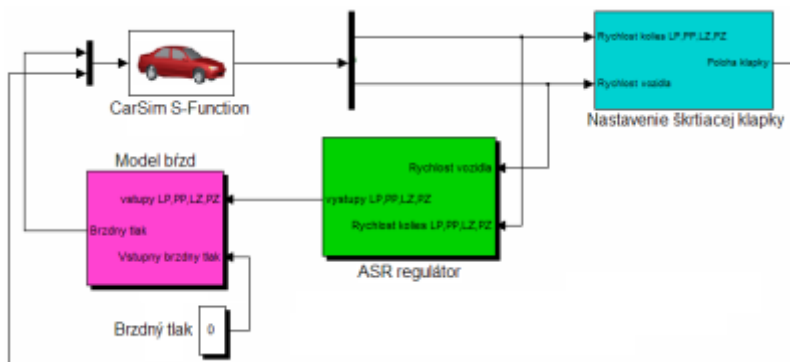 Rychlost kolies LP,PP,LZ,PZ
Poloha klapky
Rychlost vozidla
CarSim S-Function
Nastavenie škrtiacej klapky
Model bŕzd
Rychlost vozidla
vstupy LP,PP,LZ,PZ
vystupy LP,PP,LZ,PZ
Brzdny tlak
Rychlost kolies LP,PP,LZ,PZ
Vstupny brzdny tlak
ASR regulátor
Brzdný tlak
0